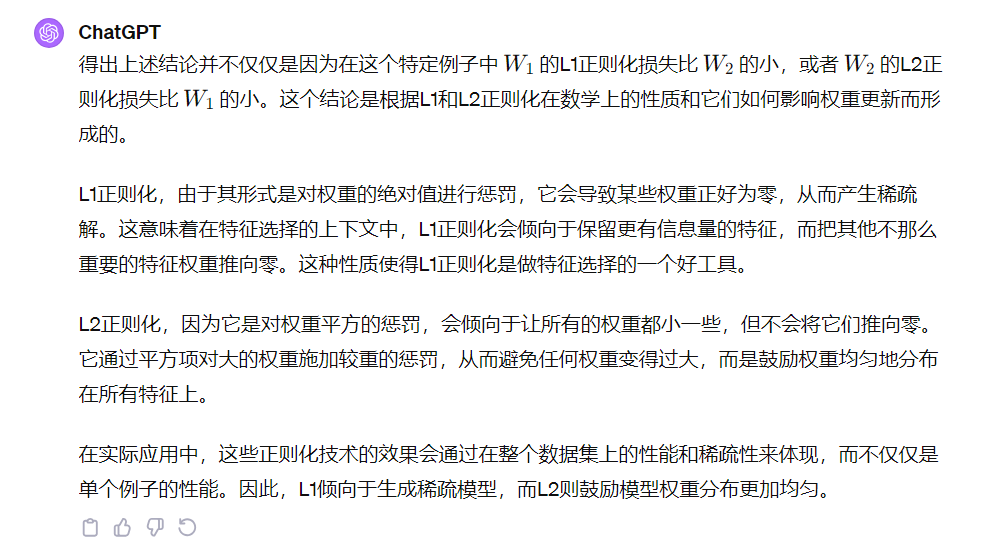 ChatGPT
得出上述结论并不仅仅是因为在这个特定例子中 W₁ 的L1正则化损失比 W₂ 的小，或者 W₂ 的L2正
则化损失比 W₁ 的小。这个结论是根据L1和L2正则化在数学上的性质和它们如何影响权重更新而形
成的。
L1正则化，由于其形式是对权重的绝对值进行惩罚，它会导致某些权重正好为零，从而产生稀疏
解。这意味着在特征选择的上下文中，L1正则化会倾向于保留更有信息量的特征，而把其他不那么
重要的特征权重推向零。这种性质使得L1正则化是做特征选择的一个好工具。
L2正则化，因为它是对权重平方的惩罚，会倾向于让所有的权重都小一些，但不会将它们推向零。
它通过平方项对大的权重施加较重的惩罚，从而避免任何权重变得过大，而是鼓励权重均匀地分布
在所有特征上。
在实际应用中，这些正则化技术的效果会通过在整个数据集上的性能和稀疏性来体现，而不仅仅是
单个例子的性能。因此，L1倾向于生成稀疏模型，而L2则鼓励模型权重分布更加均匀。